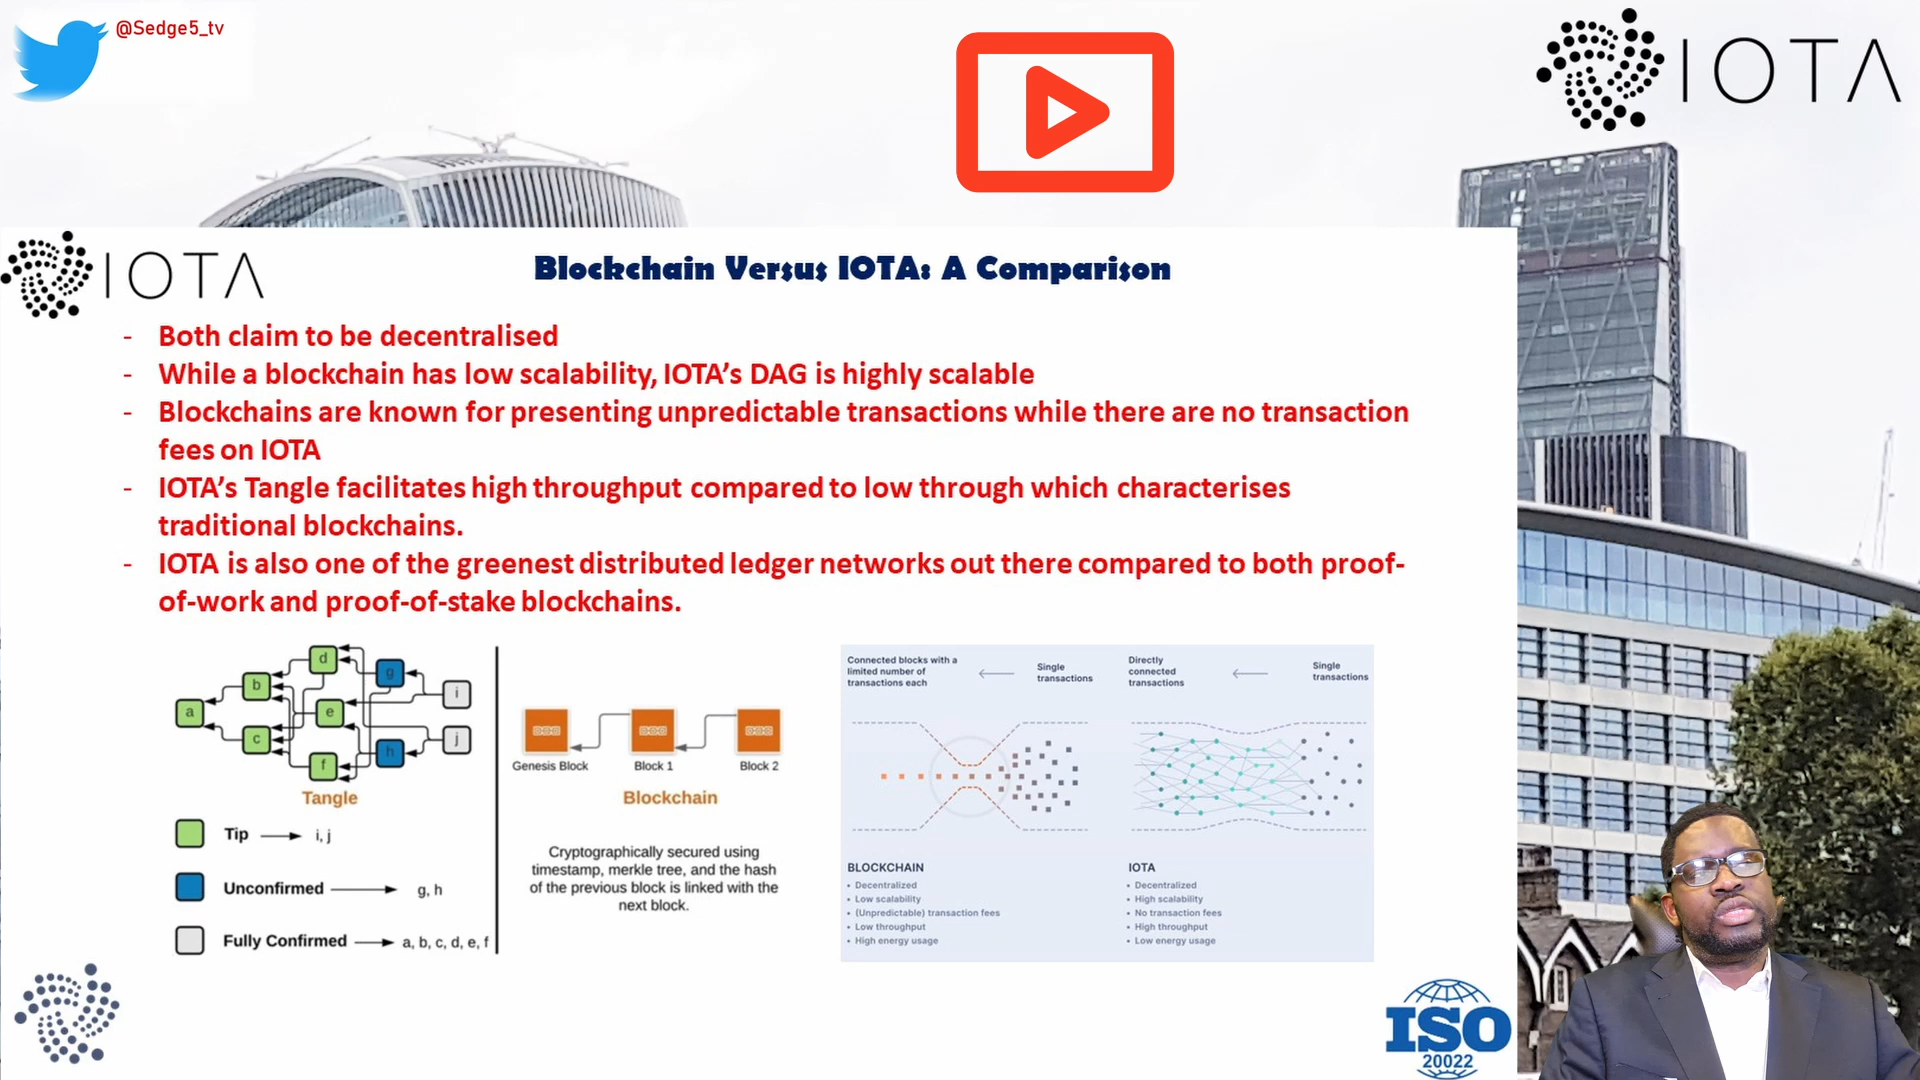 @Sedge5_tv
IOTA
IOTA
Blockchain Versus IOTA: A Comparison
- Both claim to be decentralised
- While a blockchain has low scalability, IOTA's DAG is highly scalable
- Blockchains are known for presenting unpredictable transactions while there are no transaction
fees on IOTA
- IOTA's Tangle facilitates high throughput compared to low through which characterises
traditional blockchains.
- IOTA is also one of the greenest distributed ledger networks out there compared to both proof-
of-work and proof-of-stake blockchains.
d
g
b
i
a
e
c
j
h
f
Tangle
Tip
i, j
Unconfirmed
g, h
Fully Confirmed
a, b, c, d, e, f
Genesis Block
Block 1
Block 2
Blockchain
Cryptographically secured using
timestamp, merkle tree, and the hash
of the previous block is linked with the
next block.
Connected blocks with a
limited number of
transactions each
Single
transactions
Directly
connected
transactions
Single
transactions
BLOCKCHAIN
• Decentralized
• Low scalability
• (Unpredictable) transaction fees
• Low throughput
• High energy usage
IOTA
• Decentralized
• High scalability
• No transaction fees
• High throughput
• Low energy usage
ISO
20022